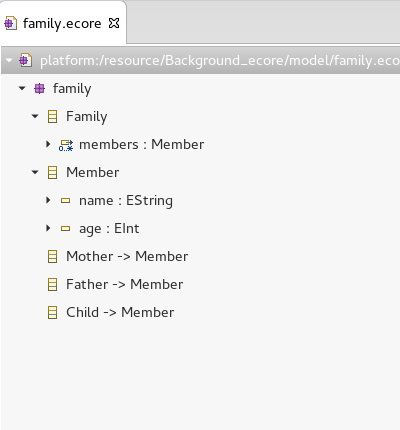 family.ecore
platform:/resource/Background_ecore/model/family.eco
family
Family
0..* members : Member
Member
name : EString
age : EInt
Mother -> Member
Father -> Member
Child -> Member